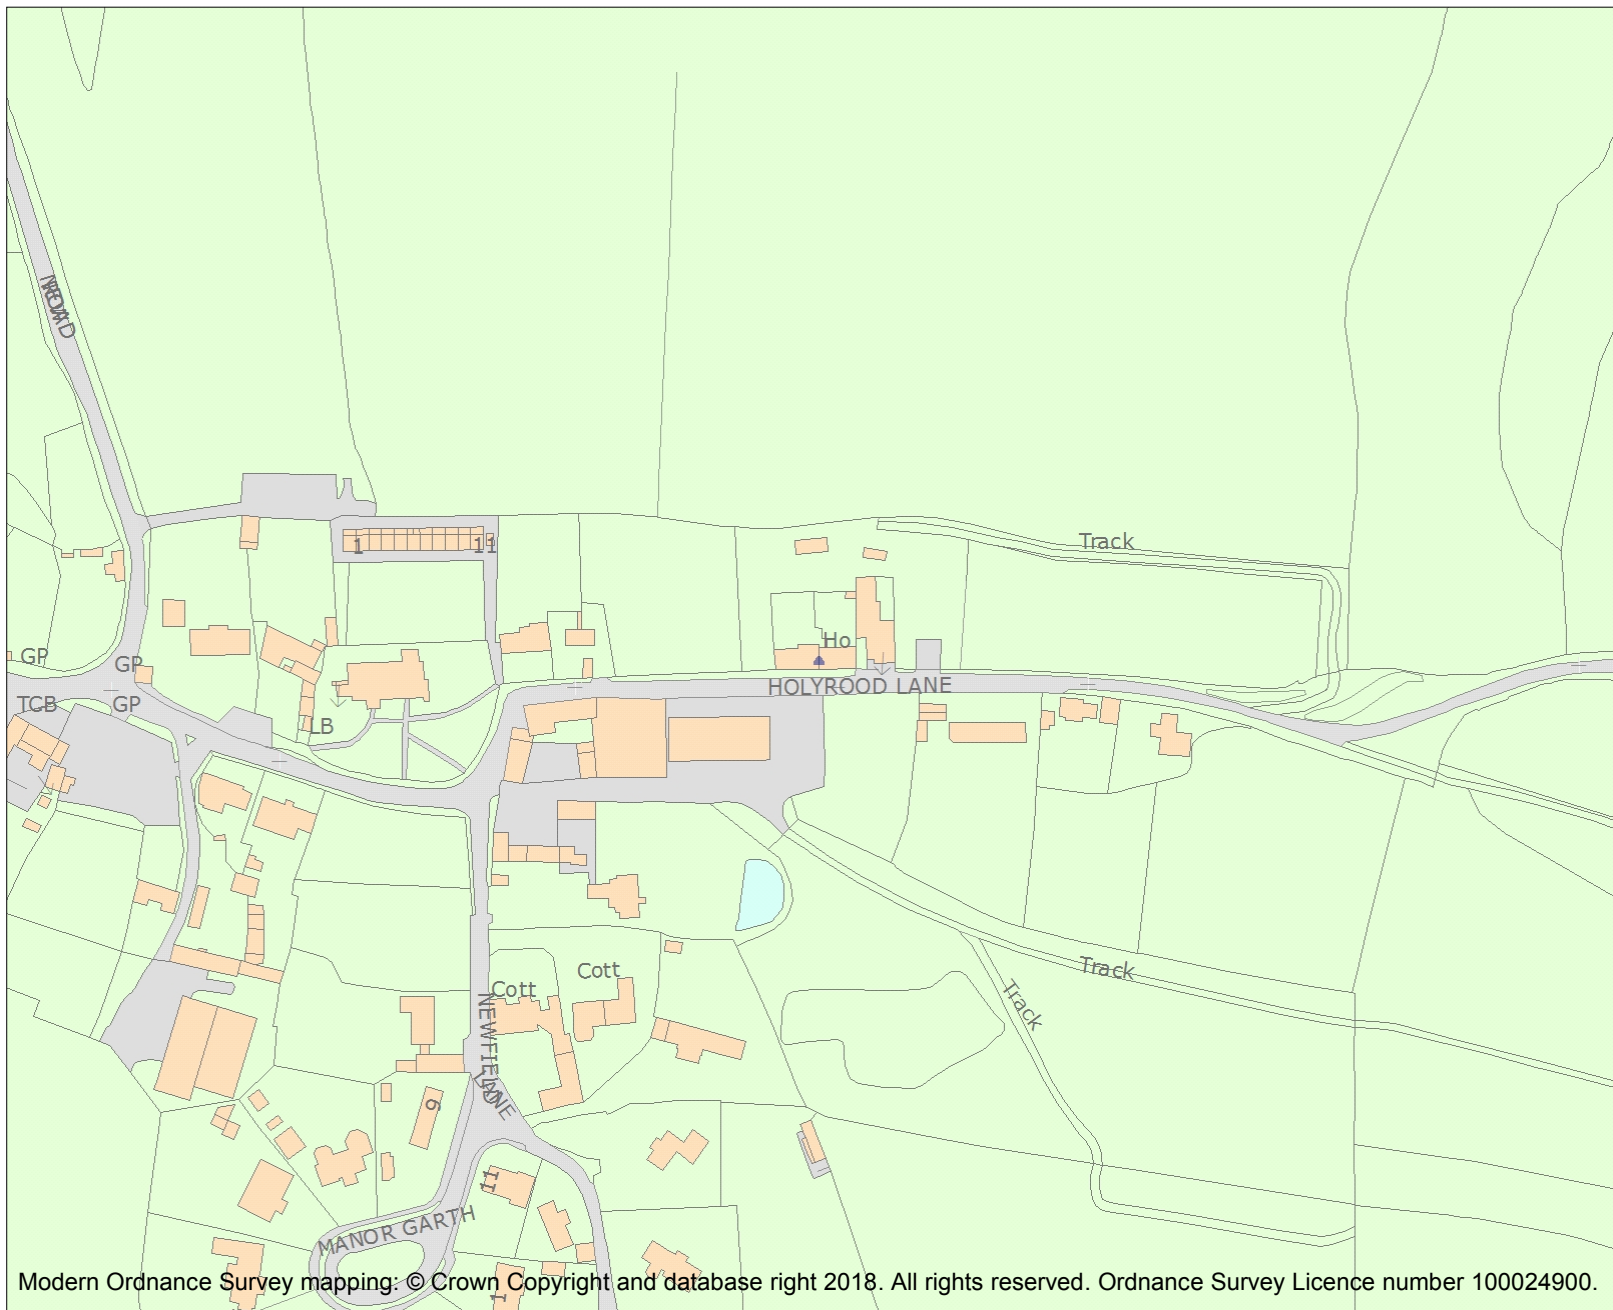 ROAD
Track
1
11
Ho
GP
GP
HOLYROOD LANE
TCB
GP
LB
Track
Cott
Cott
Track
NEWFIELD
LANE
9
11
MANOR GARTH
1
Modern Ordnance Survey mapping: © Crown Copyright and database right 2018. All rights reserved. Ordnance Survey Licence number 100024900.